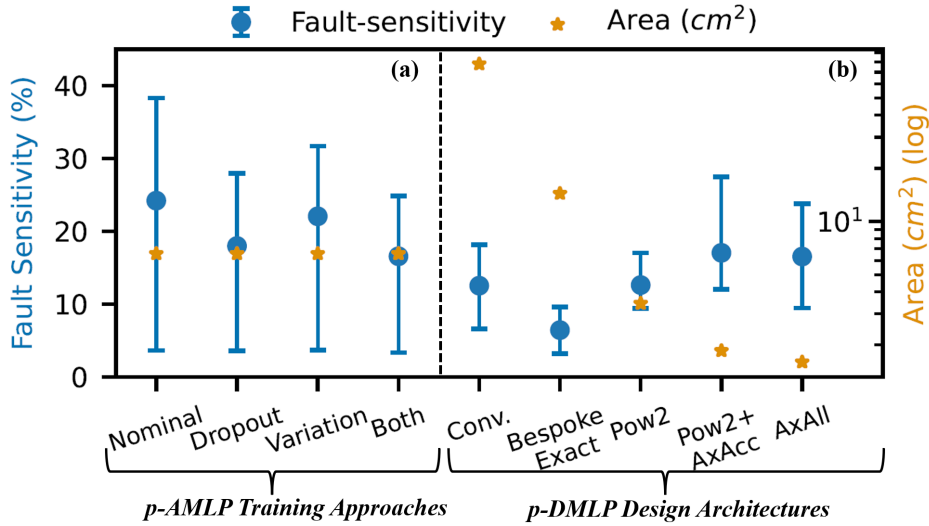 Fault-sensitivity
Area (cm²)
Fault Sensitivity (%)
40
30
20
10
0
(a)
(b)
10¹
Area (cm²) (log)
Nominal
Dropout
Variation
Both
Conv.
Bespoke
Exact
Pow2
Pow2+
AxAcc
AxAll
p-AMLP Training Approaches
p-DMLP Design Architectures